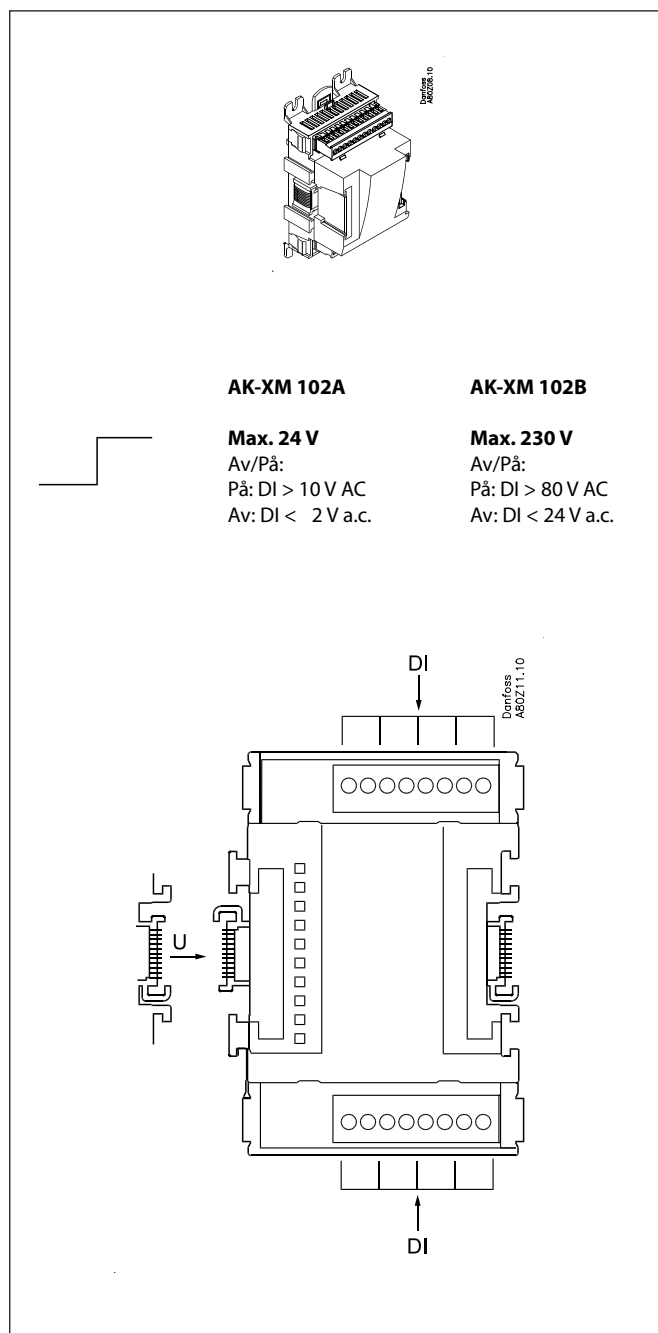 Danfoss
A80Z08.10
AK-XM 102A
Max. 24 V
Av/På:
På: DI > 10 V AC
Av: DI <   2 V a.c.
AK-XM 102B
Max. 230 V
Av/På:
På: DI > 80 V AC
Av: DI < 24 V a.c.
DI
Danfoss
A80Z11.10
U
DI